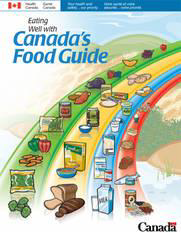 Health Canada
Santé Canada
Your health and safety... our priority.
Votre santé et votre sécurité... notre priorité.
Eating
Well with
Canada's
Food Guide
MILK
Canada